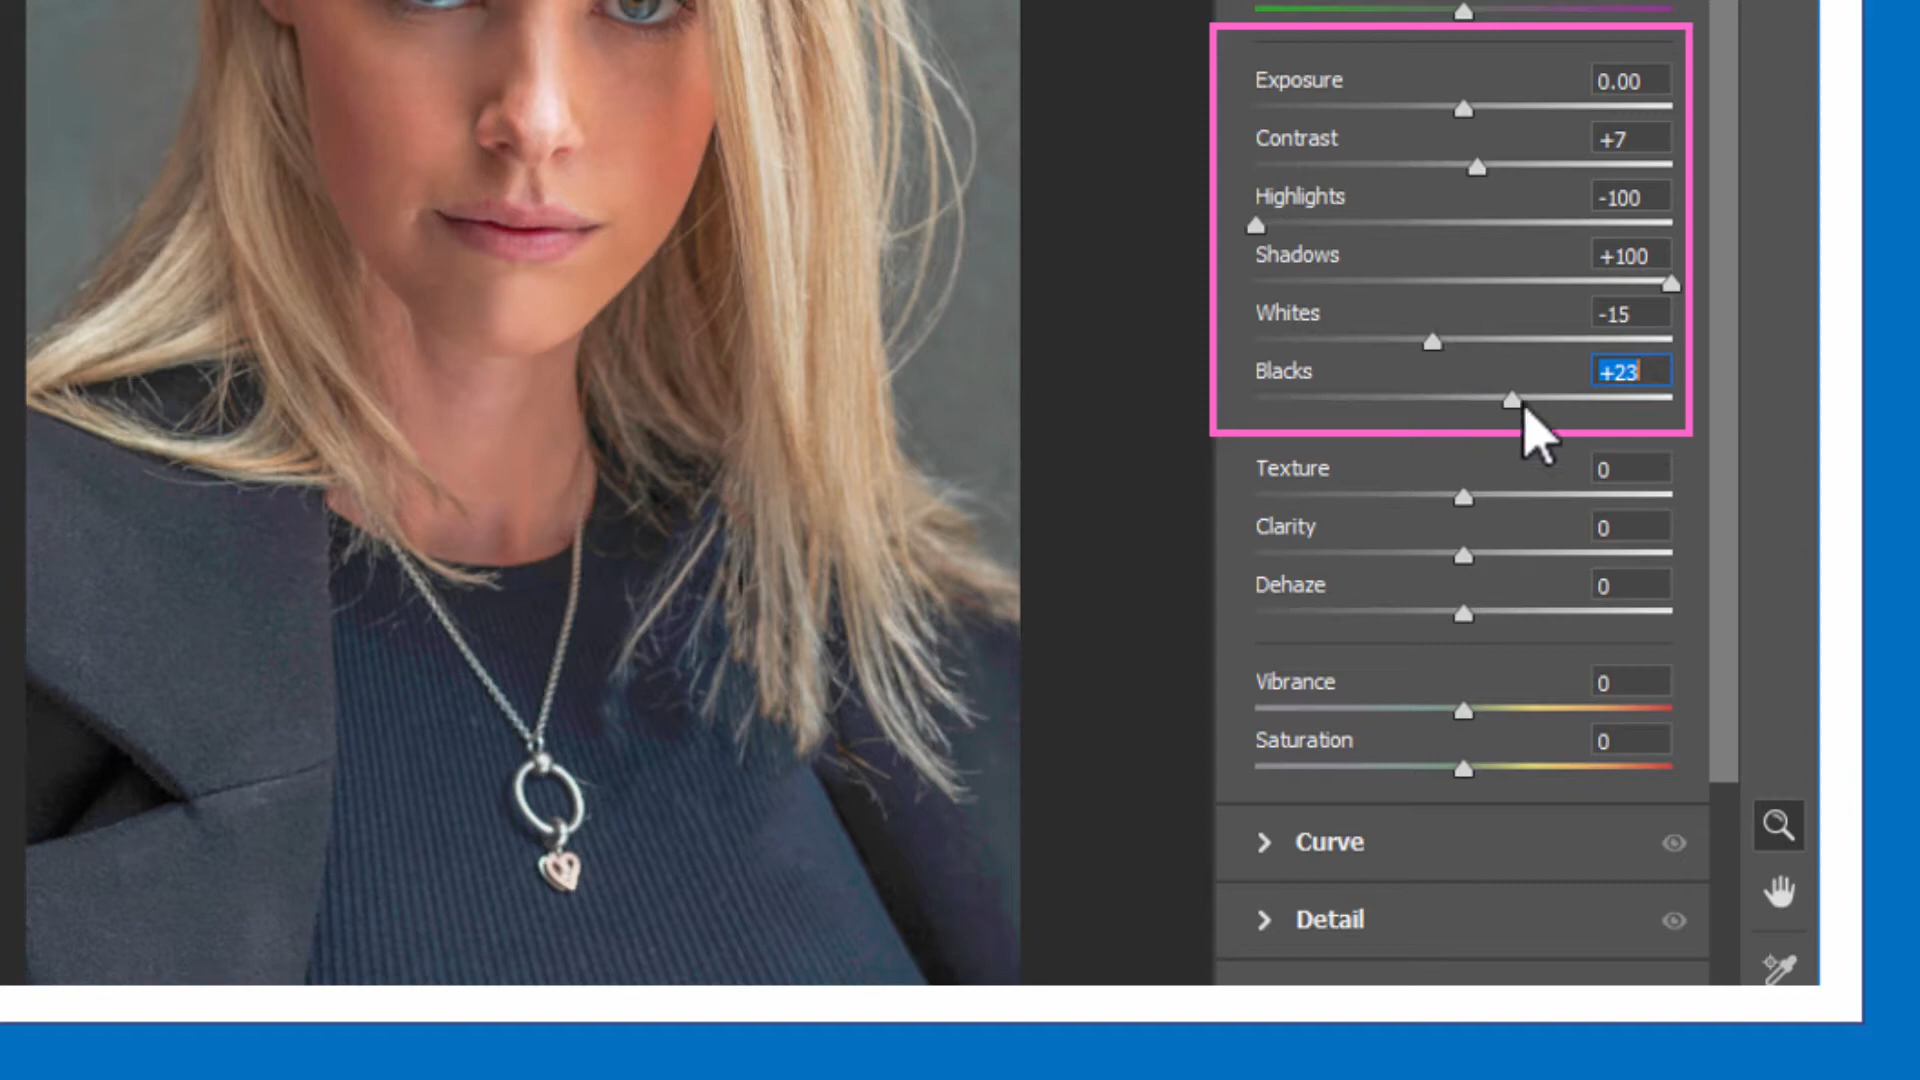 Exposure 0.00
Contrast +7
Highlights -100
Shadows +100
Whites -15
Blacks +23
Texture 0
Clarity 0
Dehaze 0
Vibrance 0
Saturation 0
Curve
Detail